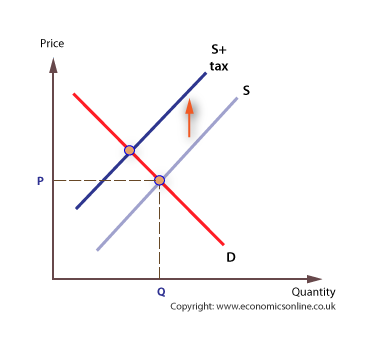 Price
S+
tax
S
P
D
Q
Quantity
Copyright: www.economicsonline.co.uk